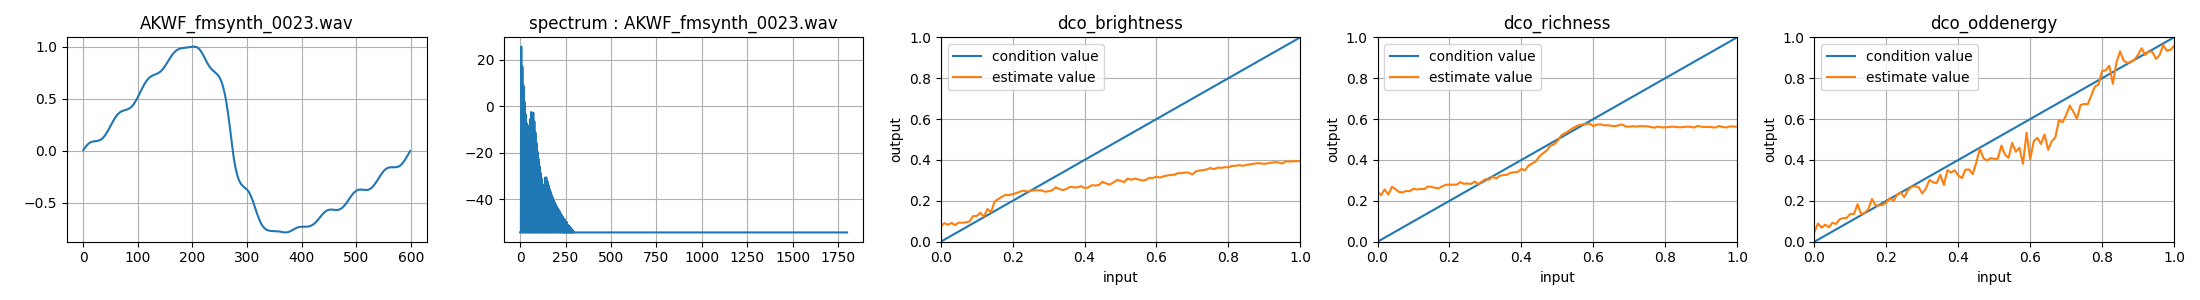 AKWF_fmsynth_0023.wav
1.0
0.5
0.0
−0.5
0 100 200 300 400 500 600
spectrum : AKWF_fmsynth_0023.wav
20
0
−20
−40
0 250 500 750 1000 1250 1500 1750
dco_brightness
condition value
estimate value
output
1.0
0.8
0.6
0.4
0.2
0.0
0.0 0.2 0.4 0.6 0.8 1.0
input
dco_richness
condition value
estimate value
output
1.0
0.8
0.6
0.4
0.2
0.0
0.0 0.2 0.4 0.6 0.8 1.0
input
dco_oddenergy
condition value
estimate value
output
1.0
0.8
0.6
0.4
0.2
0.0
0.0 0.2 0.4 0.6 0.8 1.0
input